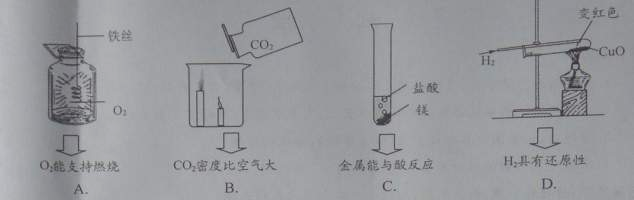 铁丝
O₂
O₂能支持燃烧
A.
CO₂
CO₂密度比空气大
B.
盐酸
镁
金属能与酸反应
C.
变红色
H₂
CuO
H₂具有还原性
D.